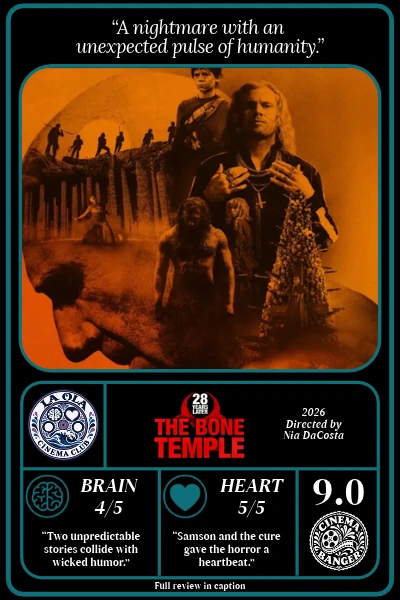 “A nightmare with an
unexpected pulse of humanity.”
LA OLA
CINEMA CLUB
28
YEARS
LATER
THE BONE
TEMPLE
2026
Directed by
Nia DaCosta
BRAIN
4/5
“Two unpredictable
stories collide with
wicked humor.”
HEART
5/5
“Samson and the cure
gave the horror a
heartbeat.”
9.0
CINEMA
BANGER
Full review in caption